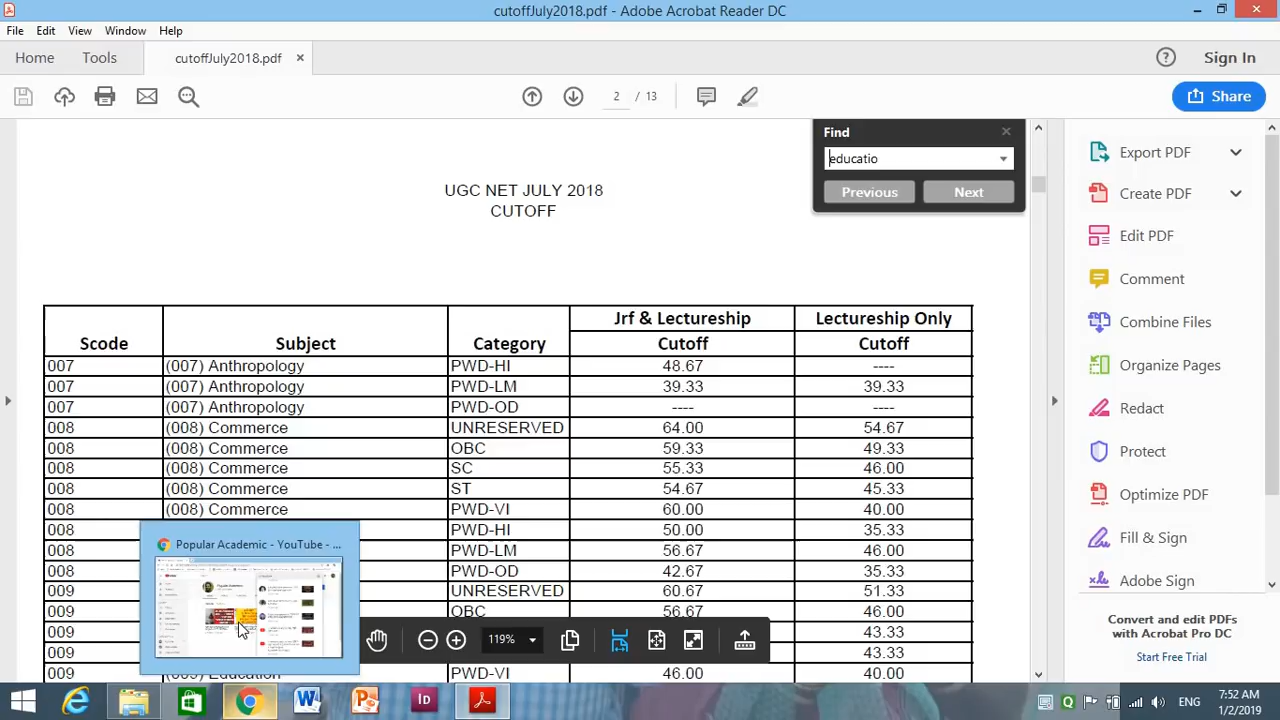 cutoffJuly2018.pdf - Adobe Acrobat Reader DC
File Edit View Window Help
Home Tools cutoffJuly2018.pdf × Sign In
2 / 13 Share
Find
educatio
Previous Next
UGC NET JULY 2018
CUTOFF
Jrf & Lectureship Lectureship Only
Scode Subject Category Cutoff Cutoff
007 (007) Anthropology PWD-HI 48.67 ----
007 (007) Anthropology PWD-LM 39.33 39.33
007 (007) Anthropology PWD-OD ---- ----
008 (008) Commerce UNRESERVED 64.00 54.67
008 (008) Commerce OBC 59.33 49.33
008 (008) Commerce SC 55.33 46.00
008 (008) Commerce ST 54.67 45.33
008 (008) Commerce PWD-VI 60.00 40.00
008 PWD-HI 50.00 35.33
008 PWD-LM 56.67 46.00
008 PWD-OD 42.67 35.33
009 UNRESERVED 60.67 51.33
009 OBC 56.67 46.00
009 43.33
009 43.33
009 (009) Education PWD-VI 46.00 40.00
Popular Academic - YouTube - ...
119%
Export PDF
Create PDF
Edit PDF
Comment
Combine Files
Organize Pages
Redact
Protect
Optimize PDF
Fill & Sign
Adobe Sign
Convert and edit PDFs
with Acrobat Pro DC
Start Free Trial
ENG
7:52 AM
1/2/2019